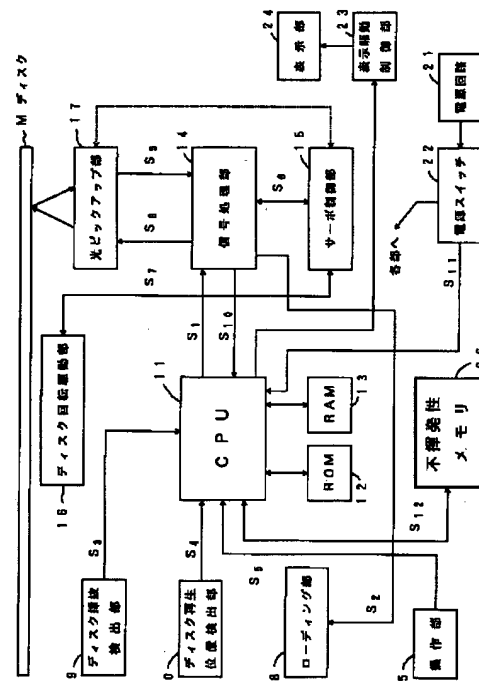 Mディスク
ディスク回転駆動部
16
光ピックアップ部
17
S7
S8
S9
信号処理部
14
S6
サーボ制御部
15
S1
S10
CPU
11
ROM
12
RAM
13
S3
S4
S5
S2
ディスク挿抜
検出部
9
ディスク再生
位置検出部
0
ローディング部
8
操作部
5
不揮発性
メモリ
S12
S11
各部へ
電源スイッチ
22
電源回路
21
表示駆動
制御部
23
表示部
24